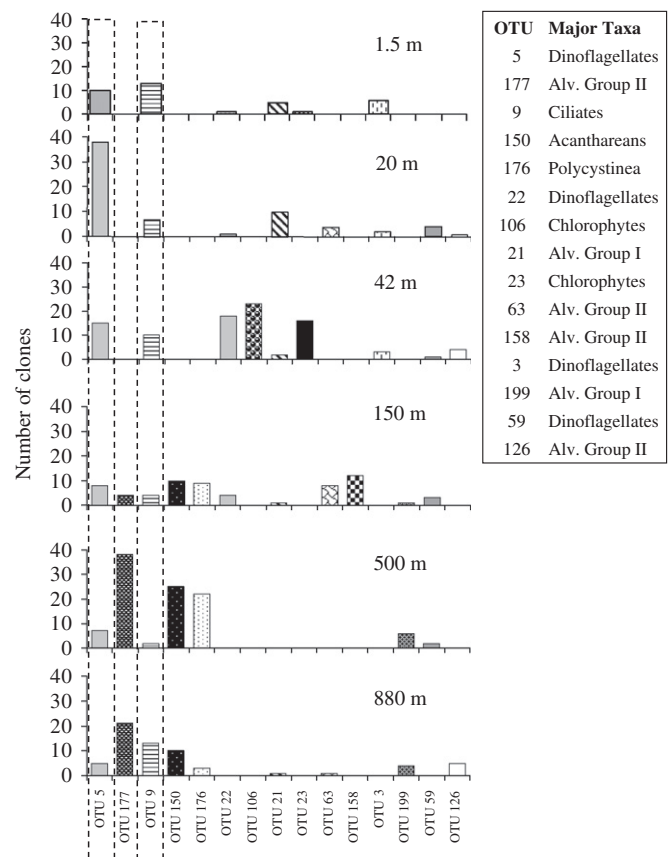 40
30
20
10
0
1.5 m
40
30
20
10
0
20 m
40
30
20
10
0
42 m
40
30
20
10
0
150 m
40
30
20
10
0
500 m
40
30
20
10
0
880 m
Number of clones
OTU 5
OTU 177
OTU 9
OTU 150
OTU 176
OTU 22
OTU 106
OTU 21
OTU 23
OTU 63
OTU 158
OTU 3
OTU 199
OTU 59
OTU 126
OTU Major Taxa
5 Dinoflagellates
177 Alv. Group II
9 Ciliates
150 Acanthareans
176 Polycystinea
22 Dinoflagellates
106 Chlorophytes
21 Alv. Group I
23 Chlorophytes
63 Alv. Group II
158 Alv. Group II
3 Dinoflagellates
199 Alv. Group I
59 Dinoflagellates
126 Alv. Group II